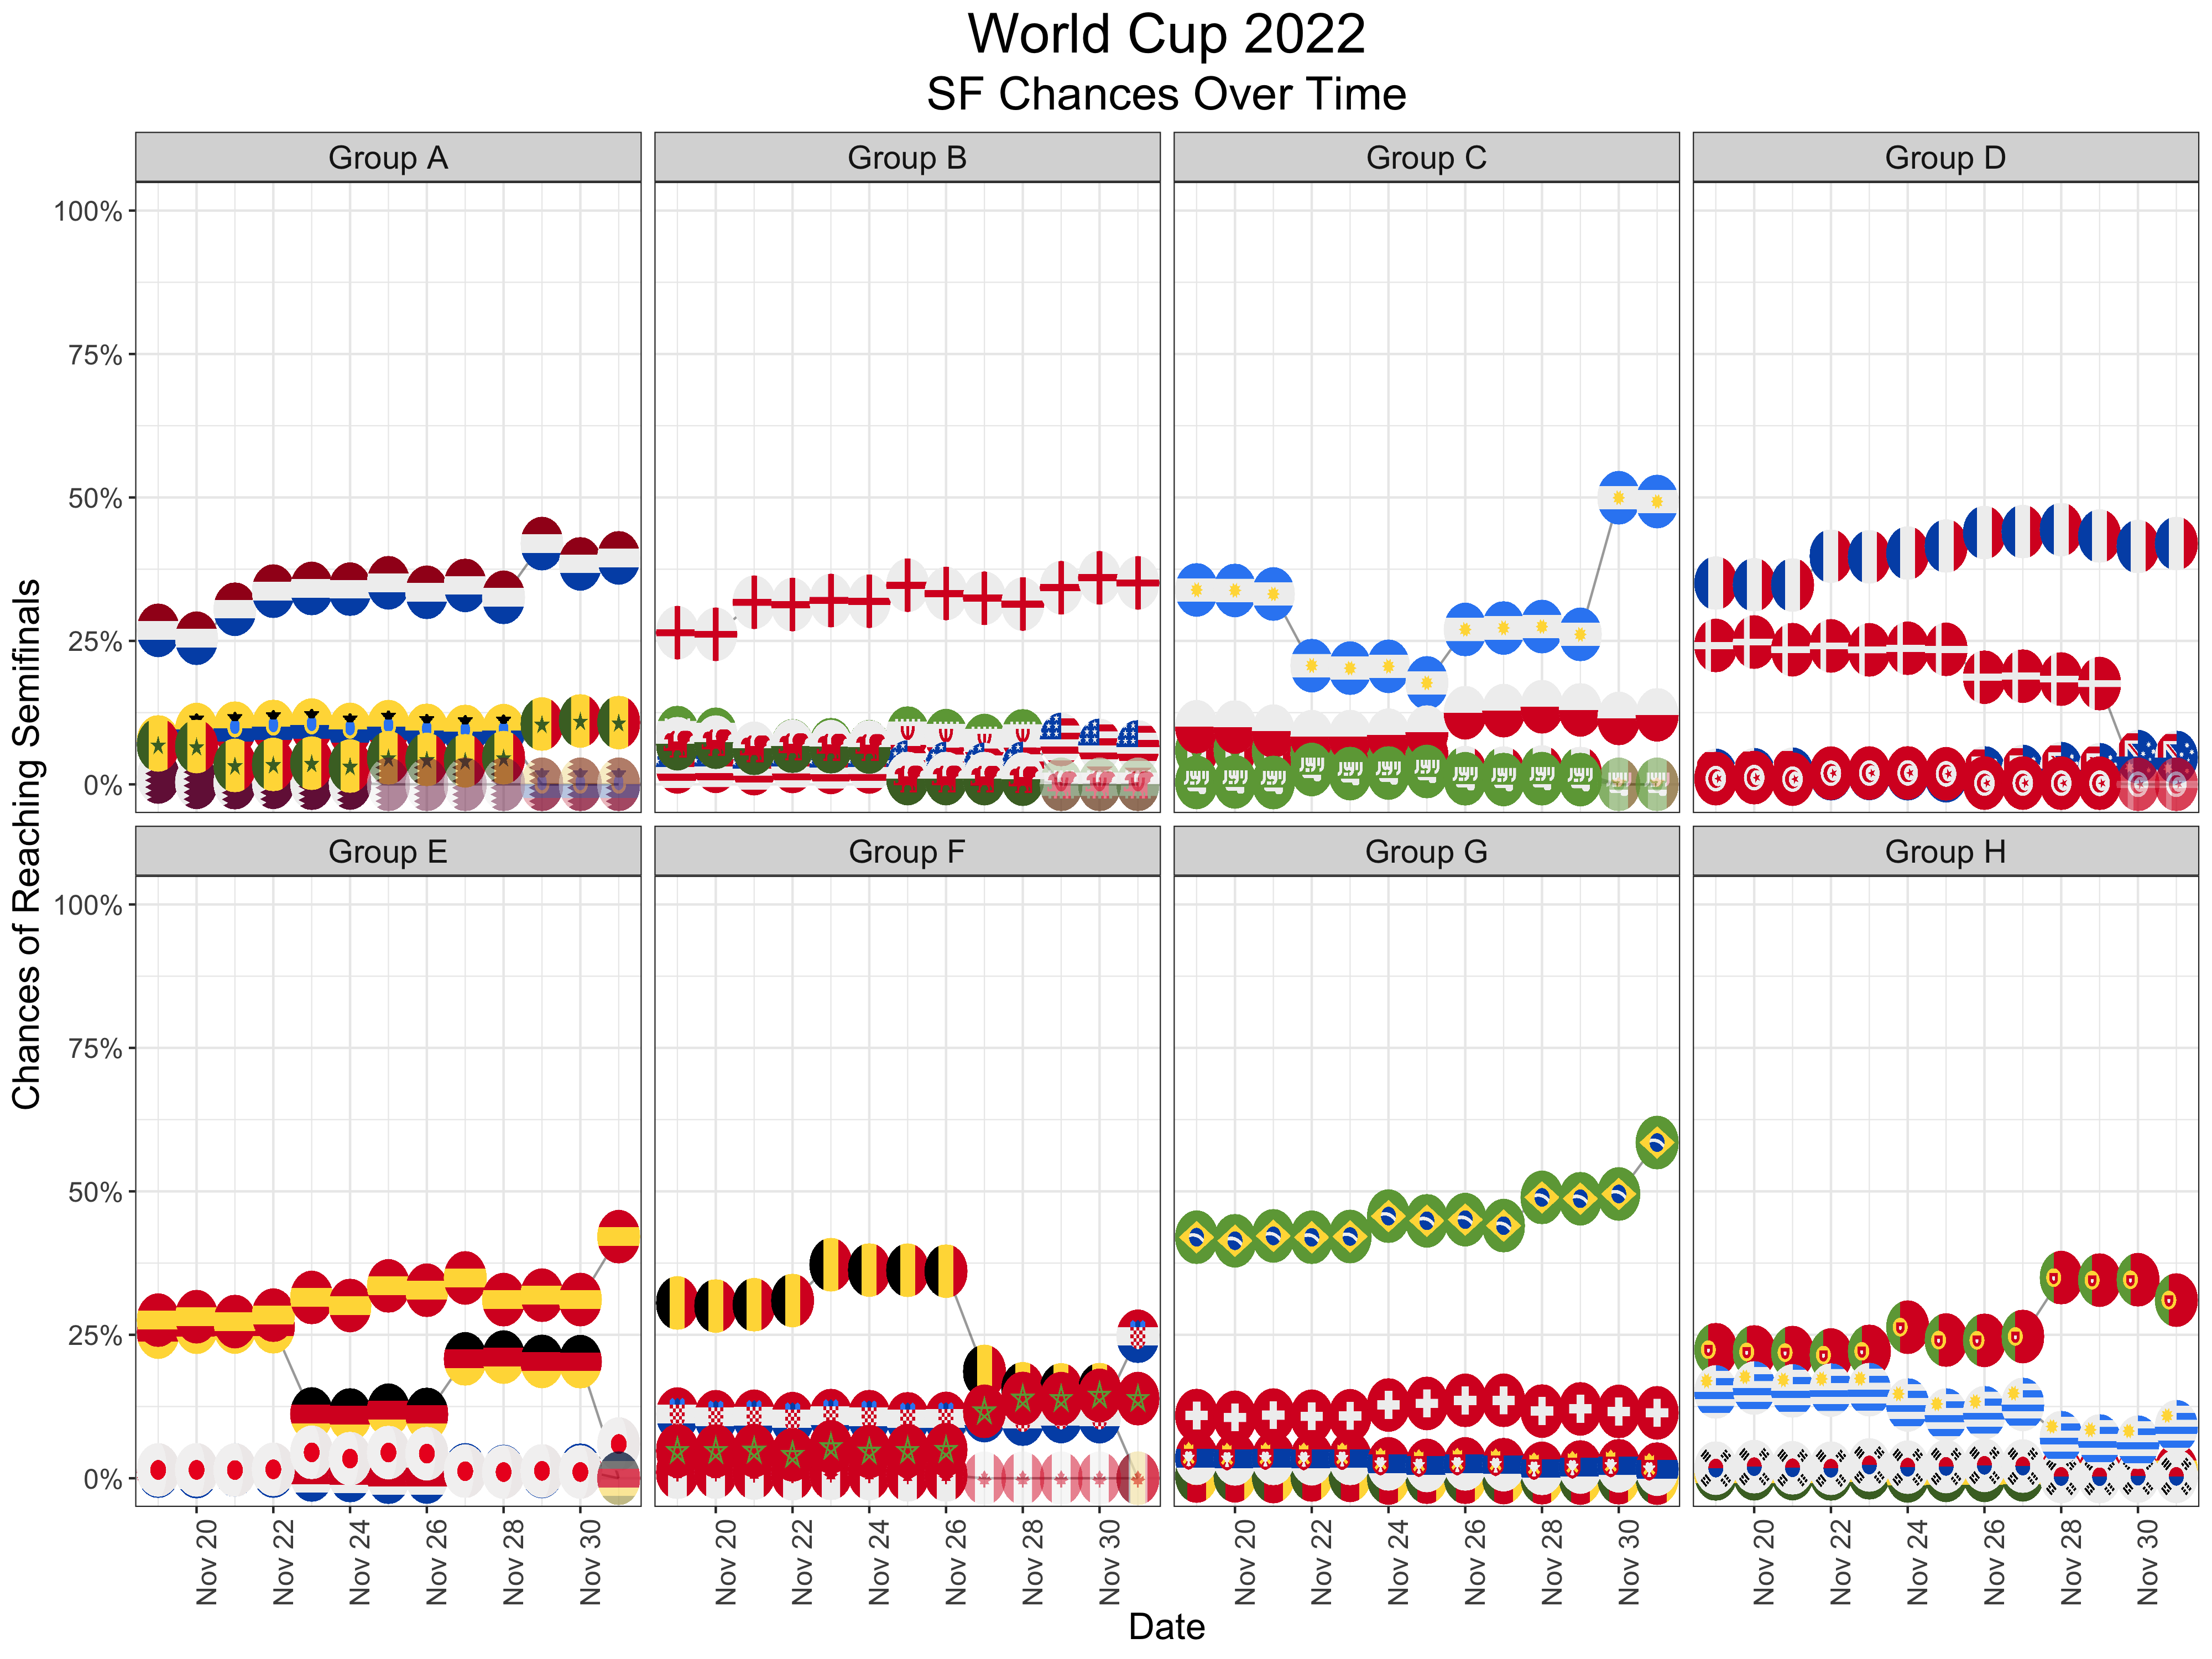 World Cup 2022
SF Chances Over Time
Group A
Group B
Group C
Group D
100%
75%
50%
25%
0%
Group E
Group F
Group G
Group H
100%
75%
50%
25%
0%
Chances of Reaching Semifinals
Nov 20
Nov 22
Nov 24
Nov 26
Nov 28
Nov 30
Nov 20
Nov 22
Nov 24
Nov 26
Nov 28
Nov 30
Nov 20
Nov 22
Nov 24
Nov 26
Nov 28
Nov 30
Nov 20
Nov 22
Nov 24
Nov 26
Nov 28
Nov 30
Date